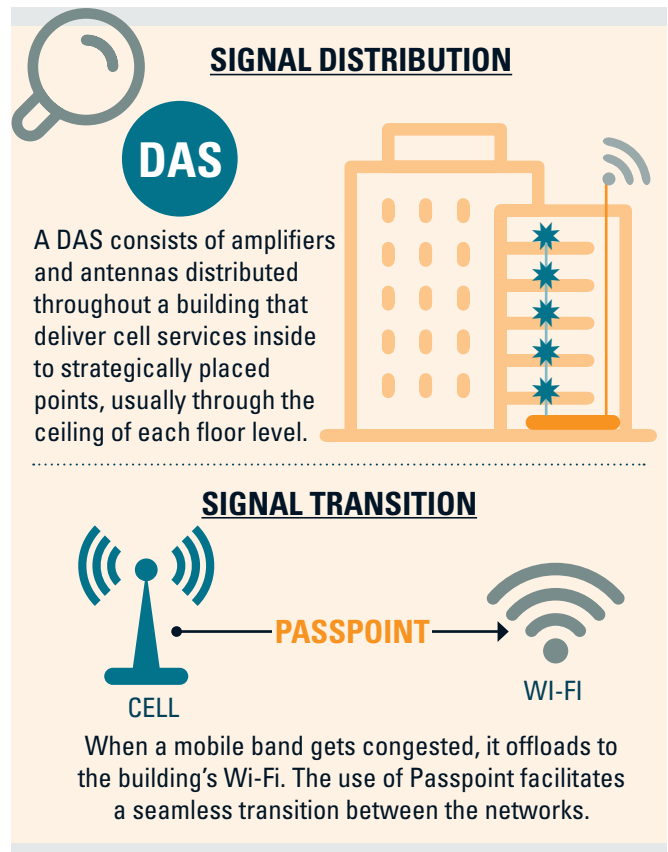 SIGNAL DISTRIBUTION
DAS
A DAS consists of amplifiers
and antennas distributed
throughout a building that
deliver cell services inside
to strategically placed
points, usually through the
ceiling of each floor level.
SIGNAL TRANSITION
PASSPOINT
CELL
WI-FI
When a mobile band gets congested, it offloads to
the building's Wi-Fi. The use of Passpoint facilitates
a seamless transition between the networks.